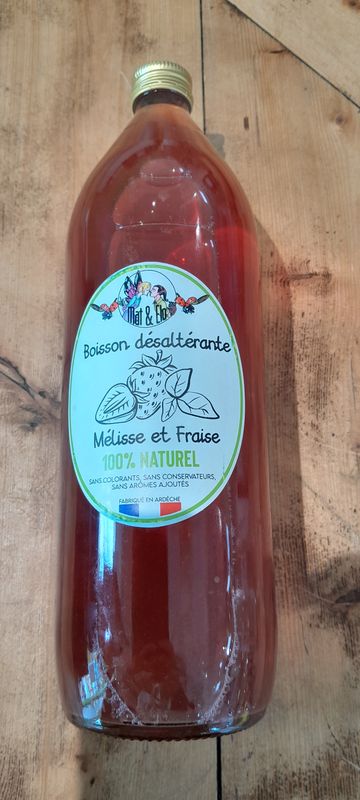 Mat & Flo
Boisson désaltérante
Mélisse et Fraise
100% NATUREL
SANS COLORANTS, SANS CONSERVATEURS,
SANS ARÔMES AJOUTÉS
FABRIQUÉ EN ARDÈCHE